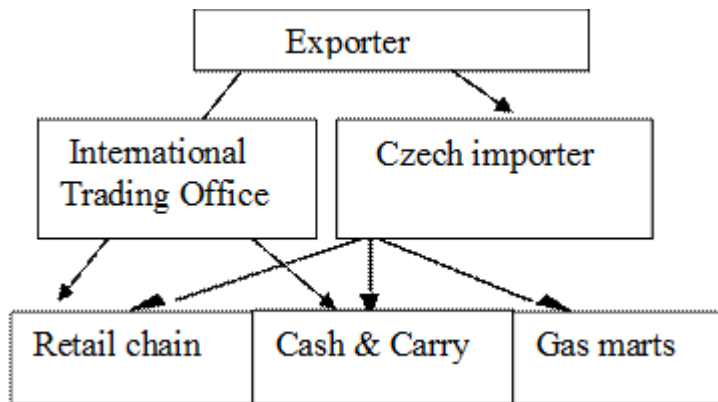 Exporter
International
Trading Office
Czech importer
Retail chain
Cash & Carry
Gas marts